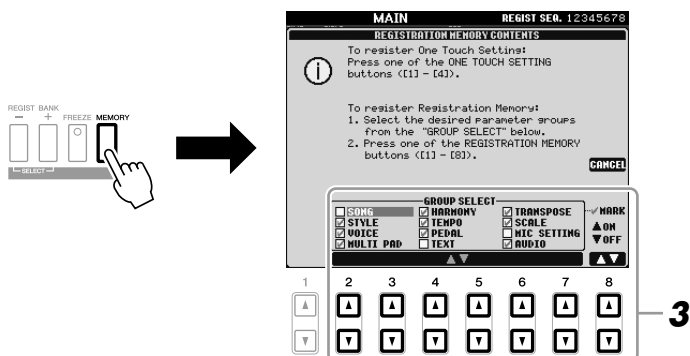 REGIST BANK
− +
FREEZE
MEMORY
SELECT
MAIN
REGIST SEQ. 12345678
REGISTRATION MEMORY CONTENTS
To register One Touch Setting:
Press one of the ONE TOUCH SETTING
buttons ([1] – [4]).
To register Registration Memory:
1. Select the desired parameter groups
from the "GROUP SELECT" below.
2. Press one of the REGISTRATION MEMORY
buttons ([1] – [8]).
CANCEL
GROUP SELECT
SONG HARMONY TRANSPOSE
STYLE TEMPO SCALE
VOICE PEDAL MIC SETTING
MULTI PAD TEXT AUDIO
MARK
▲ON
▼OFF
1 2 3 4 5 6 7 8
3